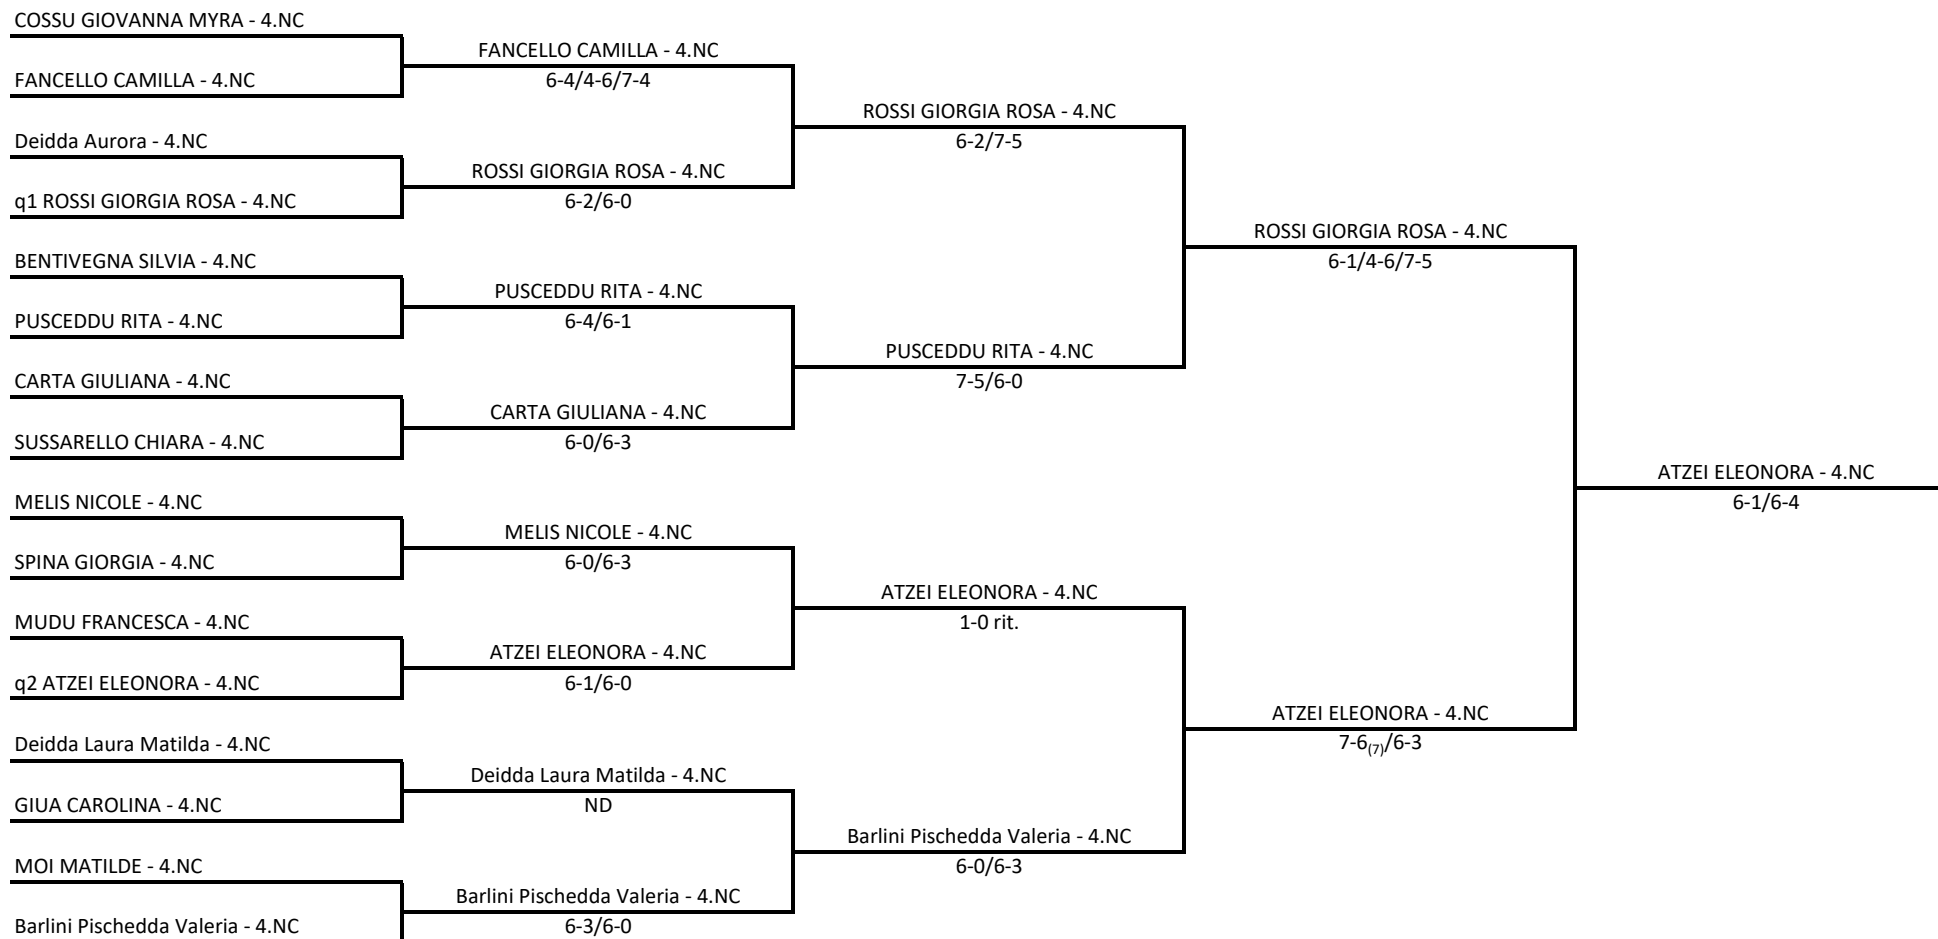 COSSU GIOVANNA MYRA - 4.NC
FANCELLO CAMILLA - 4.NC
Deidda Aurora - 4.NC
q1 ROSSI GIORGIA ROSA - 4.NC
BENTIVEGNA SILVIA - 4.NC
PUSCEDDU RITA - 4.NC
CARTA GIULIANA - 4.NC
SUSSARELLO CHIARA - 4.NC
MELIS NICOLE - 4.NC
SPINA GIORGIA - 4.NC
MUDU FRANCESCA - 4.NC
q2 ATZEI ELEONORA - 4.NC
Deidda Laura Matilda - 4.NC
GIUA CAROLINA - 4.NC
MOI MATILDE - 4.NC
Barlini Pischedda Valeria - 4.NC
FANCELLO CAMILLA - 4.NC
6-4/4-6/7-4
ROSSI GIORGIA ROSA - 4.NC
6-2/6-0
PUSCEDDU RITA - 4.NC
6-4/6-1
CARTA GIULIANA - 4.NC
6-0/6-3
MELIS NICOLE - 4.NC
6-0/6-3
ATZEI ELEONORA - 4.NC
6-1/6-0
Deidda Laura Matilda - 4.NC
ND
Barlini Pischedda Valeria - 4.NC
6-3/6-0
ROSSI GIORGIA ROSA - 4.NC
6-2/7-5
PUSCEDDU RITA - 4.NC
7-5/6-0
ATZEI ELEONORA - 4.NC
1-0 rit.
Barlini Pischedda Valeria - 4.NC
6-0/6-3
ROSSI GIORGIA ROSA - 4.NC
6-1/4-6/7-5
ATZEI ELEONORA - 4.NC
7-6(7)/6-3
ATZEI ELEONORA - 4.NC
6-1/6-4